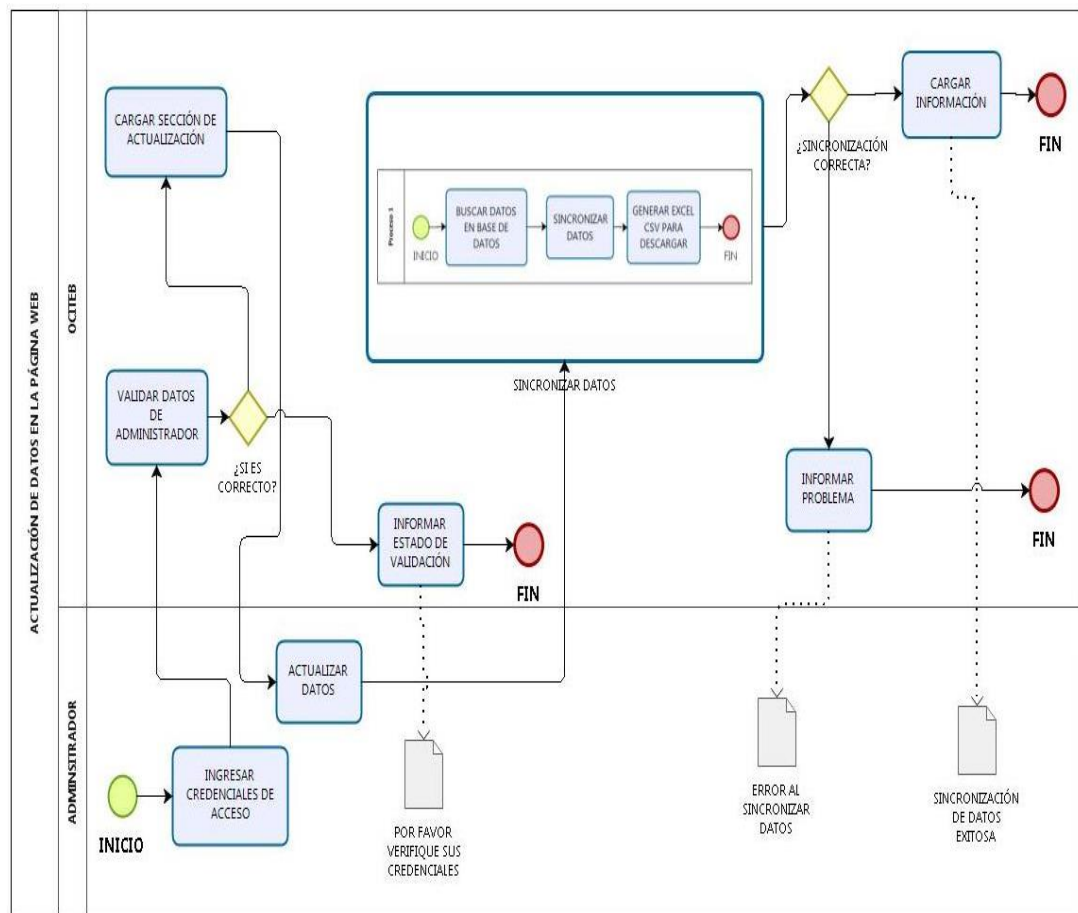 ACTUALIZACIÓN DE DATOS EN LA PÁGINA WEB
OCITEB
CARGAR SECCIÓN DE
ACTUALIZACIÓN
VALIDAR DATOS
DE
ADMINISTRADOR
¿SI ES
CORRECTO?
INFORMAR
ESTADO DE
VALIDACIÓN
FIN
Proceso 1
INICIO
BUSCAR DATOS
EN BASE DE
DATOS
SINCRONIZAR
DATOS
GENERAR EXCEL
CSV PARA
DESCARGAR
FIN
SINCRONIZAR DATOS
¿SINCRONIZACIÓN
CORRECTA?
CARGAR
INFORMACIÓN
FIN
INFORMAR
PROBLEMA
FIN
ADMINSITRADOR
INICIO
INGRESAR
CREDENCIALES DE
ACCESO
ACTUALIZAR
DATOS
POR FAVOR
VERIFIQUE SUS
CREDENCIALES
ERROR AL
SINCRONIZAR
DATOS
SINCRONIZACIÓN
DE DATOS
EXITOSA